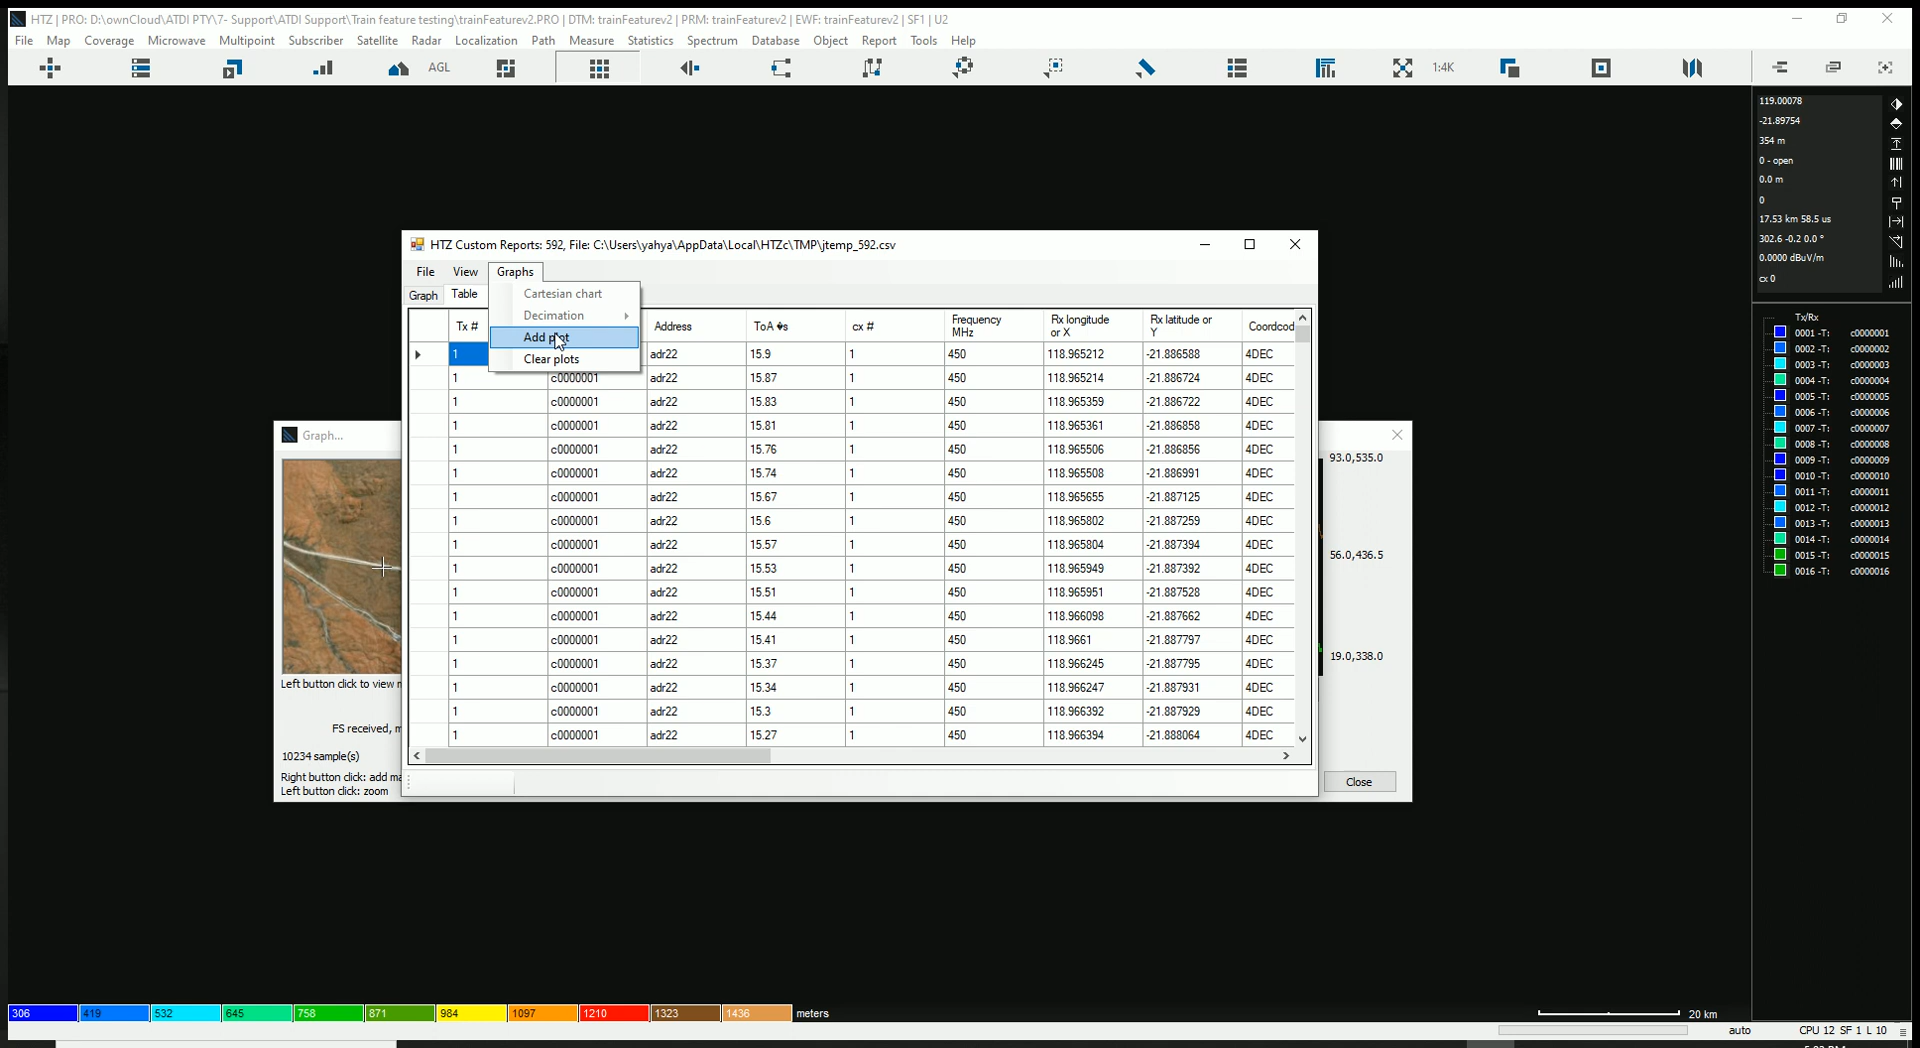 HTZ | PRO: D:\ownCloud\ATDI PTY\7- Support\ATDI Support\Train feature testing\trainFeaturev2.PRO | DTM: trainFeaturev2 | PRM: trainFeaturev2 | EWF: trainFeaturev2 | SF1 | U2
File Map Coverage Microwave Multipoint Subscriber Satellite Radar Localization Path Measure Statistics Spectrum Database Object Report Tools Help
AGL 1:4K
119.00078
-21.89754
354 m
0 - open
0.0 m
0
17.53 km 58.5 us
302.6 -0.2 0.0 °
0.0000 dBuV/m
cx 0
Tx/Rx
0001 -T: c0000001
0002 -T: c0000002
0003 -T: c0000003
0004 -T: c0000004
0005 -T: c0000005
0006 -T: c0000006
0007 -T: c0000007
0008 -T: c0000008
0009 -T: c0000009
0010 -T: c0000010
0011 -T: c0000011
0012 -T: c0000012
0013 -T: c0000013
0014 -T: c0000014
0015 -T: c0000015
0016 -T: c0000016
HTZ Custom Reports: 592, File: C:\Users\yahya\AppData\Local\HTZc\TMP\jtemp_592.csv
File View Graphs
Graph Table
Cartesian chart
Decimation
Add plot
Clear plots
Tx # Address ToA cx # Frequency MHz Rx longitude or X Rx latitude or Y Coordcod
1 adr22 15.9 1 450 118.965212 -21.886588 4DEC
1 c0000001 adr22 15.87 1 450 118.965214 -21.886724 4DEC
1 c0000001 adr22 15.83 1 450 118.965359 -21.886722 4DEC
1 c0000001 adr22 15.81 1 450 118.965361 -21.886858 4DEC
1 c0000001 adr22 15.76 1 450 118.965506 -21.886856 4DEC
1 c0000001 adr22 15.74 1 450 118.965508 -21.886991 4DEC
1 c0000001 adr22 15.67 1 450 118.965655 -21.887125 4DEC
1 c0000001 adr22 15.6 1 450 118.965802 -21.887259 4DEC
1 c0000001 adr22 15.57 1 450 118.965804 -21.887394 4DEC
1 c0000001 adr22 15.53 1 450 118.965949 -21.887392 4DEC
1 c0000001 adr22 15.51 1 450 118.965951 -21.887528 4DEC
1 c0000001 adr22 15.44 1 450 118.966098 -21.887662 4DEC
1 c0000001 adr22 15.41 1 450 118.9661 -21.887797 4DEC
1 c0000001 adr22 15.37 1 450 118.966245 -21.887795 4DEC
1 c0000001 adr22 15.34 1 450 118.966247 -21.887931 4DEC
1 c0000001 adr22 15.3 1 450 118.966392 -21.887929 4DEC
1 c0000001 adr22 15.27 1 450 118.966394 -21.888064 4DEC
Graph...
Left button click to view
FS received,
10234 sample(s)
Right button click: add
Left button click: zoom
93.0,535.0
56.0,436.5
19.0,338.0
Close
306 419 532 645 758 871 984 1097 1210 1323 1436 meters
20 km
auto CPU 12 SF 1 L 10